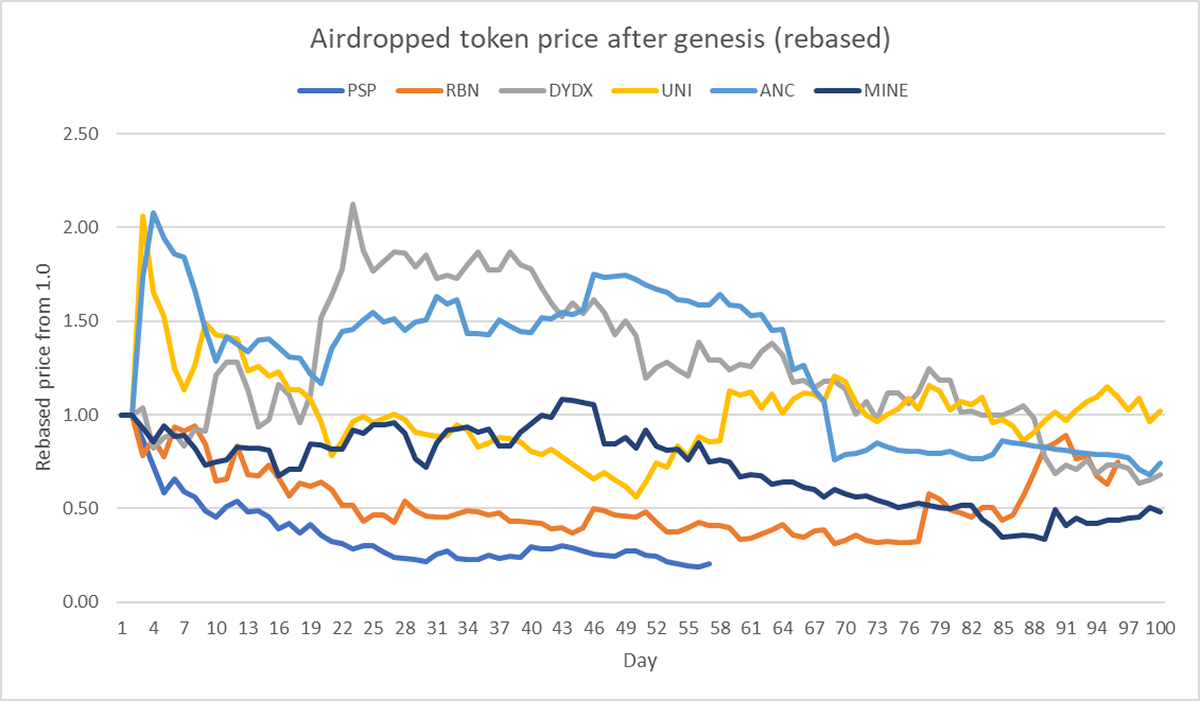 Airdropped token price after genesis (rebased)
PSP RBN DYDX UNI ANC MINE
2.50
2.00
1.50
1.00
0.50
0.00
Rebased price from 1.0
1 4 7 10 13 16 19 22 25 28 31 34 37 40 43 46 49 52 55 58 61 64 67 70 73 76 79 82 85 88 91 94 97 100
Day